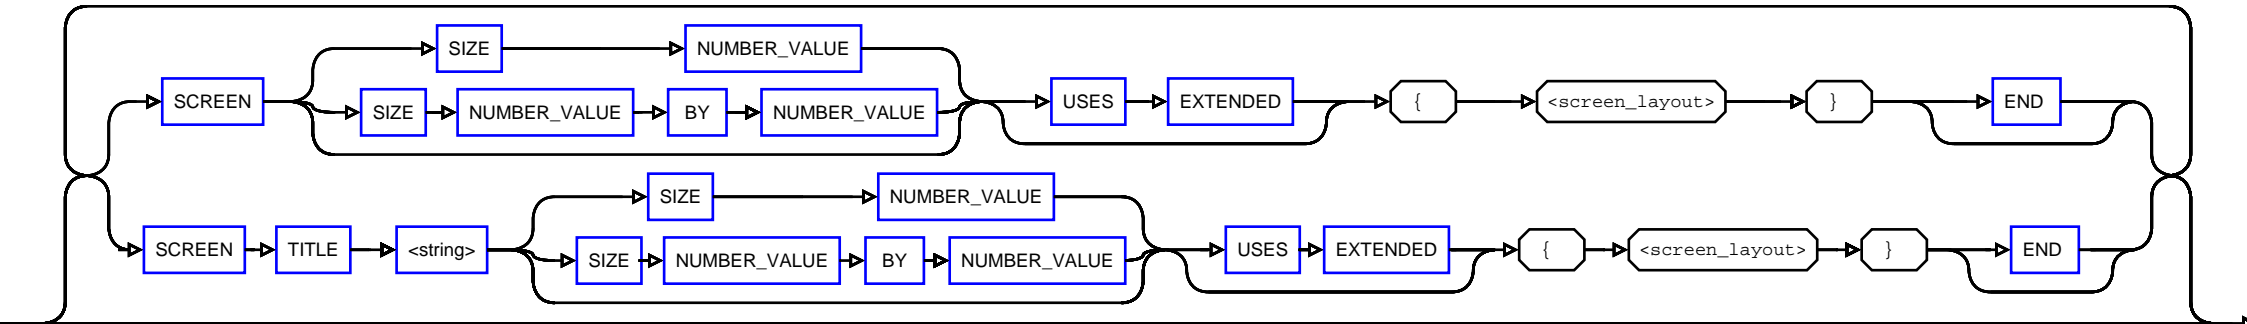 SIZE NUMBER_VALUE
SCREEN USES EXTENDED { <screen_layout> } END
SIZE NUMBER_VALUE BY NUMBER_VALUE
SIZE NUMBER_VALUE
SCREEN TITLE <string> USES EXTENDED { <screen_layout> } END
SIZE NUMBER_VALUE BY NUMBER_VALUE